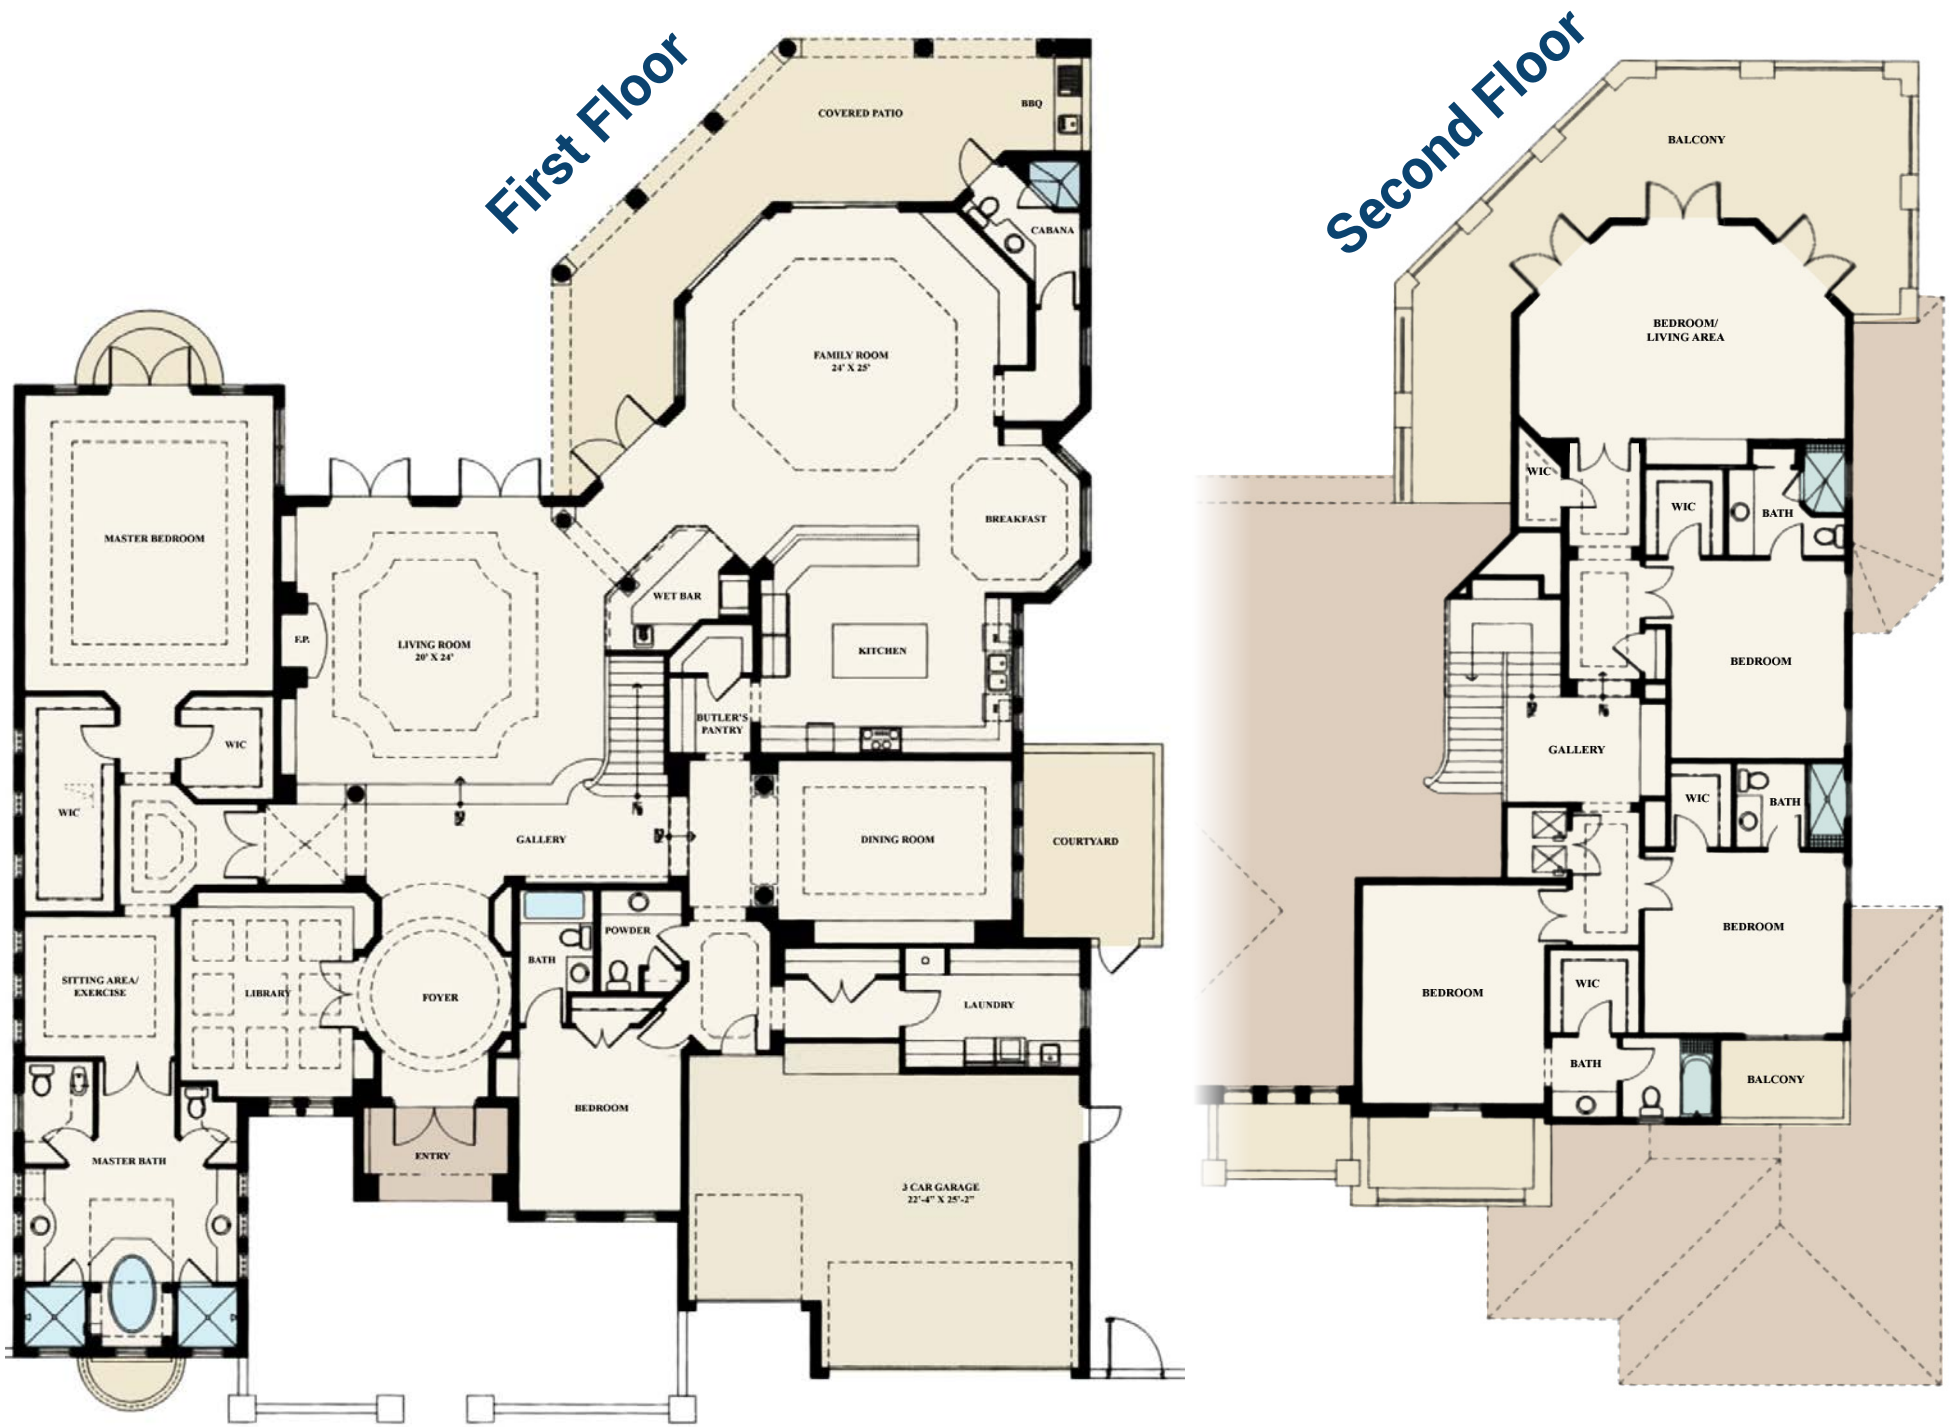 First Floor
COVERED PATIO
BBQ
CABANA
FAMILY ROOM
24' X 25'
MASTER BEDROOM
BREAKFAST
WET BAR
F.P.
LIVING ROOM
20' X 24'
KITCHEN
BUTLER'S
PANTRY
WIC
WIC
GALLERY
DINING ROOM
COURTYARD
POWDER
BATH
SITTING AREA/
EXERCISE
LIBRARY
FOYER
LAUNDRY
BEDROOM
ENTRY
MASTER BATH
3 CAR GARAGE
22'-4" X 25'-2"
Second Floor
BALCONY
BEDROOM/
LIVING AREA
WIC
WIC
BATH
BEDROOM
GALLERY
WIC
BATH
BEDROOM
BEDROOM
WIC
BATH
BALCONY